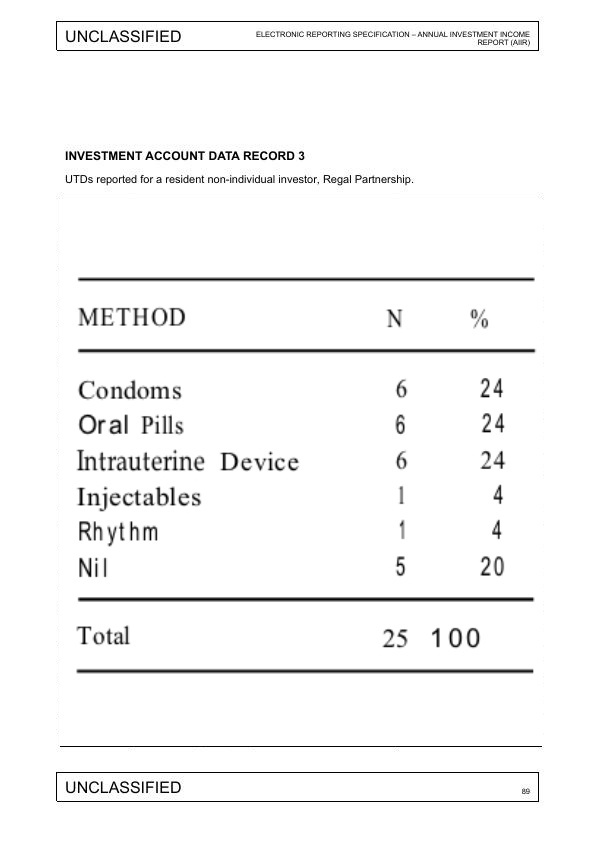 UNCLASSIFIED
ELECTRONIC REPORTING SPECIFICATION – ANNUAL INVESTMENT INCOME
REPORT (AIIR)
INVESTMENT ACCOUNT DATA RECORD 3
UTDs reported for a resident non-individual investor, Regal Partnership.
METHOD N %
Condoms 6 24
Oral Pills 6 24
Intrauterine Device 6 24
Injectables 1 4
Rhythm 1 4
Nil 5 20
Total 25 100
UNCLASSIFIED
89